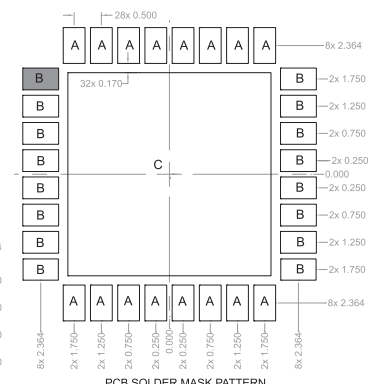 28x 0.500
A A A A A A A A
8x 2.364
B
B
2x 1.750
32x 0.170
B
B
2x 1.250
B
B
2x 0.750
B
C
B
2x 0.250
0.000
B
B
2x 0.250
B
B
2x 0.750
B
B
2x 1.250
B
B
2x 1.750
A A A A A A A A
8x 2.364
8x 2.364
2x 1.750
2x 1.250
2x 0.750
2x 0.250
0.000
2x 0.250
2x 0.750
2x 1.250
2x 1.750
8x 2.364
PCB SOLDER MASK PATTERN